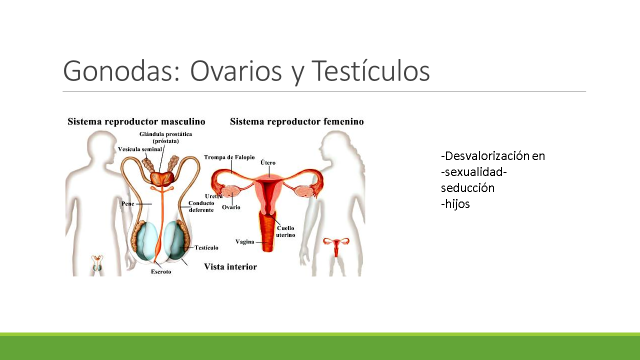 Gonodas: Ovarios y Testículos
Sistema reproductor masculino
Sistema reproductor femenino
Glándula prostática
(próstata)
Vesícula seminal
Trompa de Falopio
Útero
Uretra
Ovario
Pene
Conducto
deferente
Cuello
uterino
Vagina
Testículo
Escroto
Vista interior
-Desvalorización en
-sexualidad-
seducción
-hijos